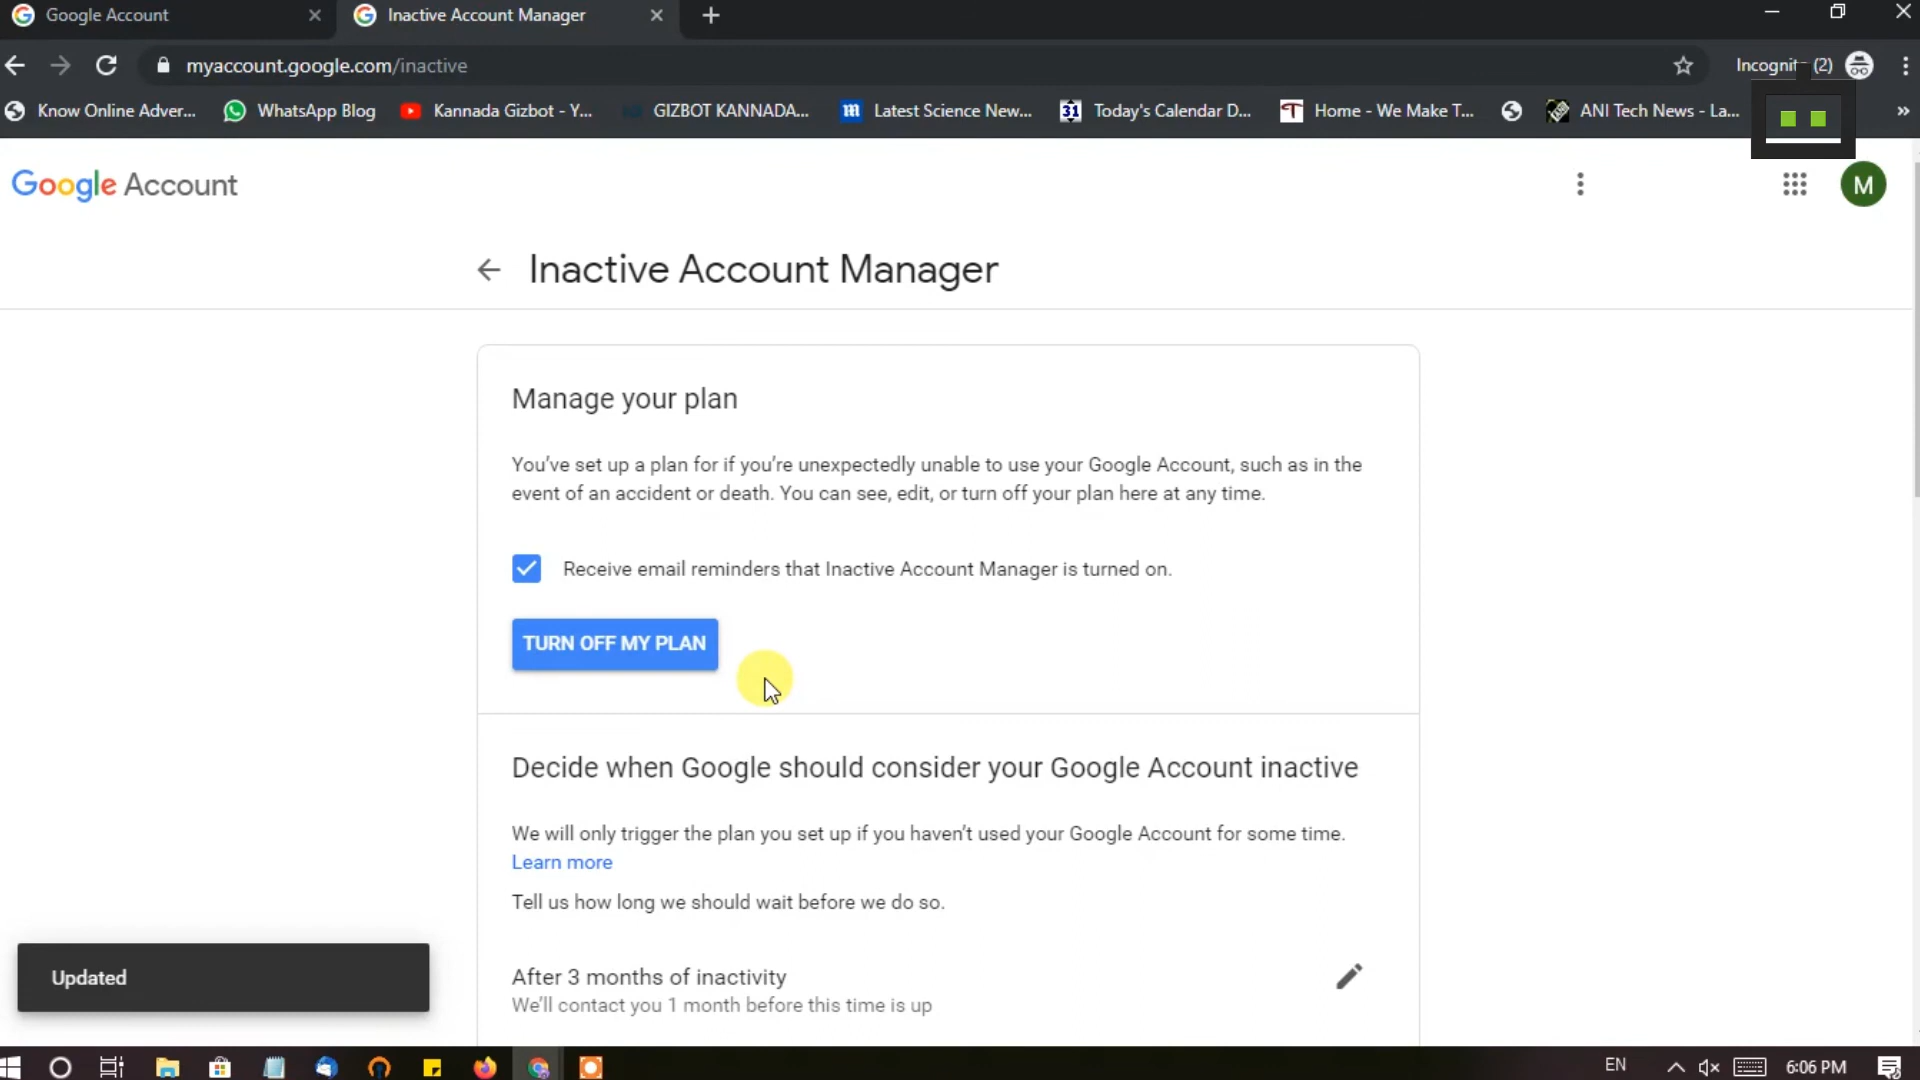 Google Account
Inactive Account Manager
myaccount.google.com/inactive
Incognit (2)
Know Online Adver...
WhatsApp Blog
Kannada Gizbot - Y...
GIZBOT KANNADA...
m Latest Science New...
31 Today's Calendar D...
T Home - We Make T...
ANI Tech News - La...
Google Account
M
Inactive Account Manager
Manage your plan
You've set up a plan for if you're unexpectedly unable to use your Google Account, such as in the
event of an accident or death. You can see, edit, or turn off your plan here at any time.
Receive email reminders that Inactive Account Manager is turned on.
TURN OFF MY PLAN
Decide when Google should consider your Google Account inactive
We will only trigger the plan you set up if you haven't used your Google Account for some time.
Learn more
Tell us how long we should wait before we do so.
After 3 months of inactivity
We'll contact you 1 month before this time is up
Updated
EN
6:06 PM